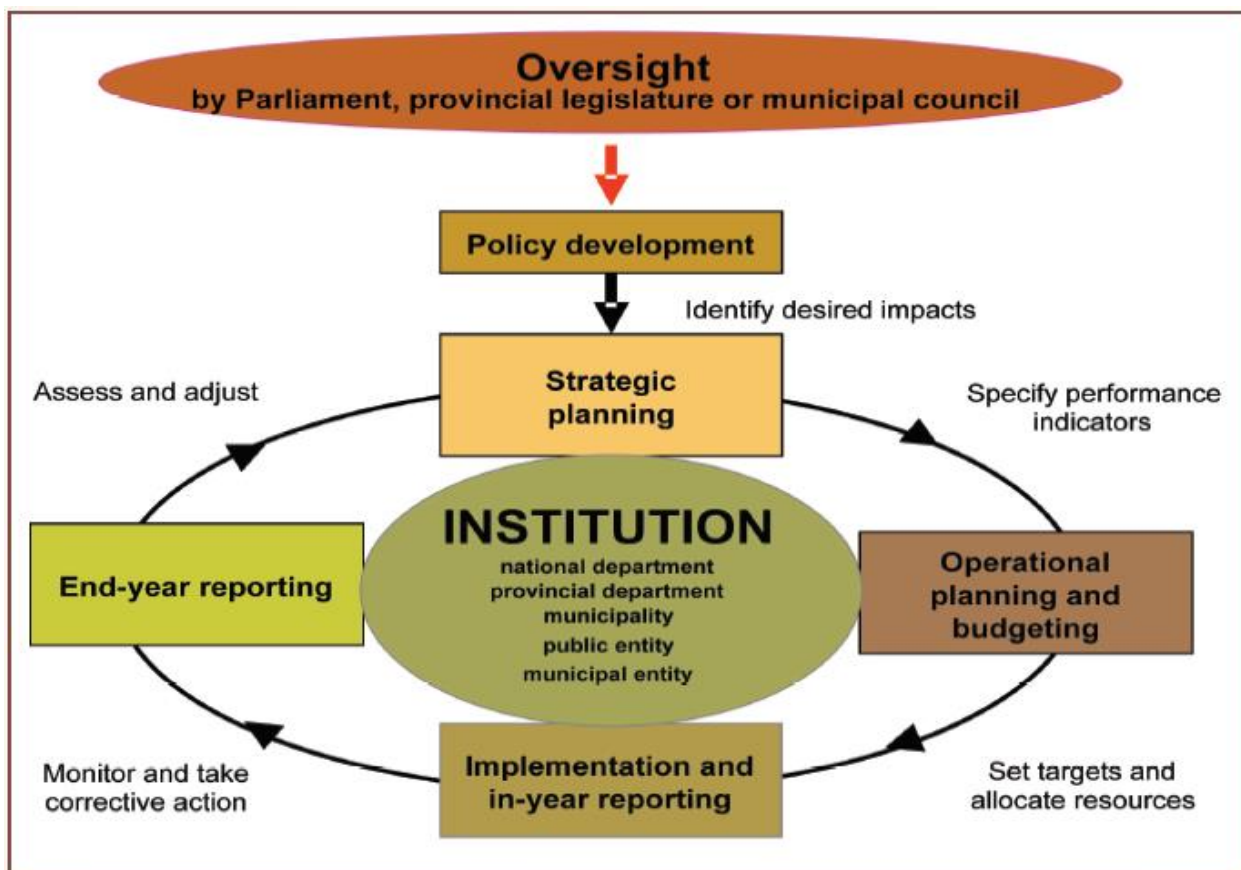 Oversight
by Parliament, provincial legislature or municipal council
Policy development
Identify desired impacts
Strategic
planning
Assess and adjust
Specify performance
indicators
INSTITUTION
national department
provincial department
municipality
public entity
municipal entity
End-year reporting
Operational
planning and
budgeting
Implementation and
in-year reporting
Monitor and take
corrective action
Set targets and
allocate resources